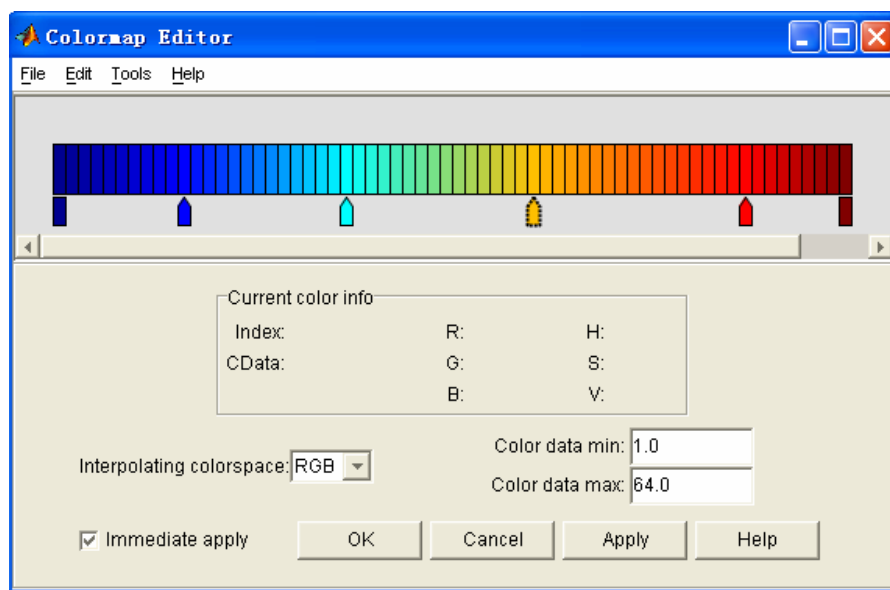 Colormap Editor
File Edit Tools Help
Current color info
Index: R: H:
CData: G: S:
B: V:
Interpolating colorspace: RGB
Color data min: 1.0
Color data max: 64.0
Immediate apply OK Cancel Apply Help